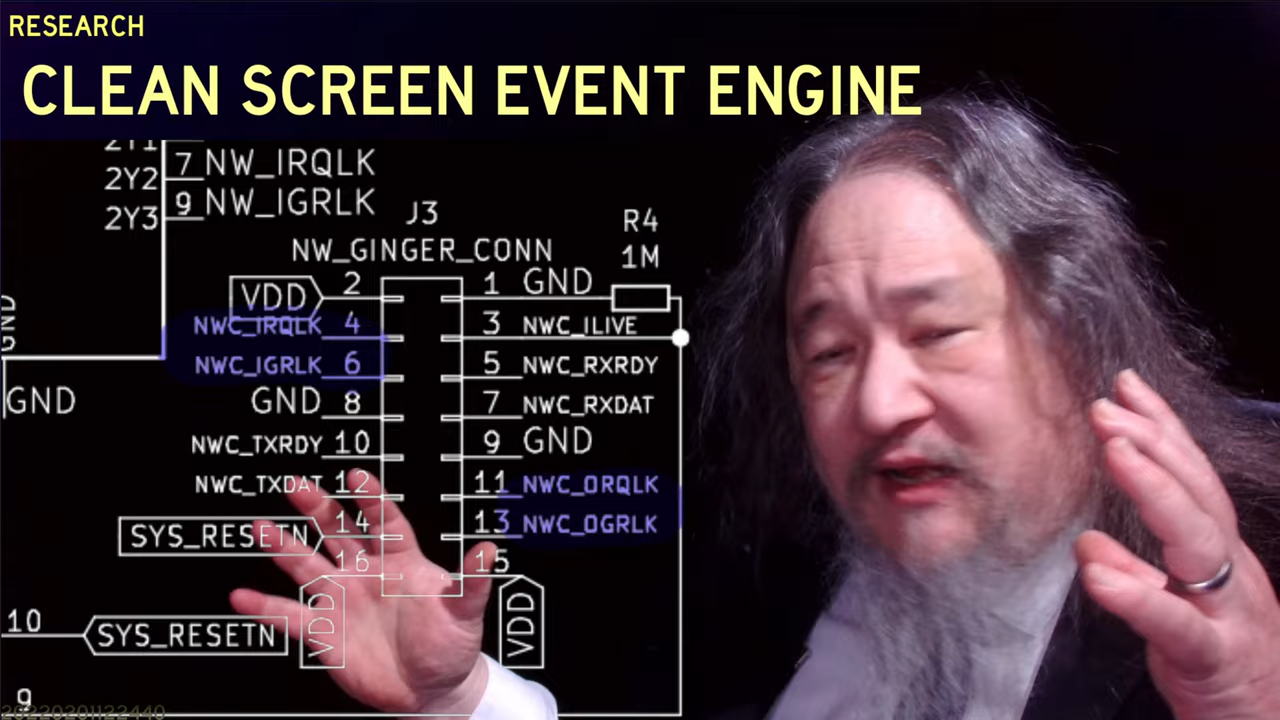 RESEARCH
CLEAN SCREEN EVENT ENGINE
2Y1
2Y2 7 NW_IRQLK
2Y3 9 NW_IGRLK
J3
NW_GINGER_CONN
R4
1M
VDD 2
1 GND
NWC_IRQLK 4
3 NWC_ILIVE
NWC_IGRLK 6
5 NWC_RXRDY
GND 8
7 NWC_RXDAT
NWC_TXRDY 10
9 GND
NWC_TXDAT 12
11 NWC_ORQLK
SYS_RESETN 14
13 NWC_OGRLK
16
15
VDD
VDD
GND
GND
10 SYS_RESETN
9
20220201122440